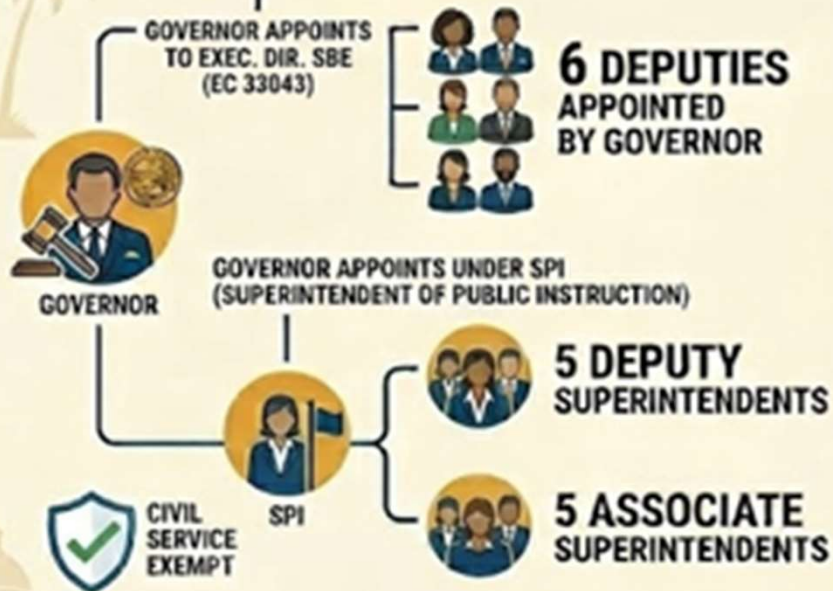 GOVERNOR APPOINTS
TO EXEC. DIR. SBE
(EC 33043)
6 DEPUTIES
APPOINTED
BY GOVERNOR
GOVERNOR
GOVERNOR APPOINTS UNDER SPI
(SUPERINTENDENT OF PUBLIC INSTRUCTION)
5 DEPUTY
SUPERINTENDENTS
SPI
5 ASSOCIATE
SUPERINTENDENTS
CIVIL
SERVICE
EXEMPT